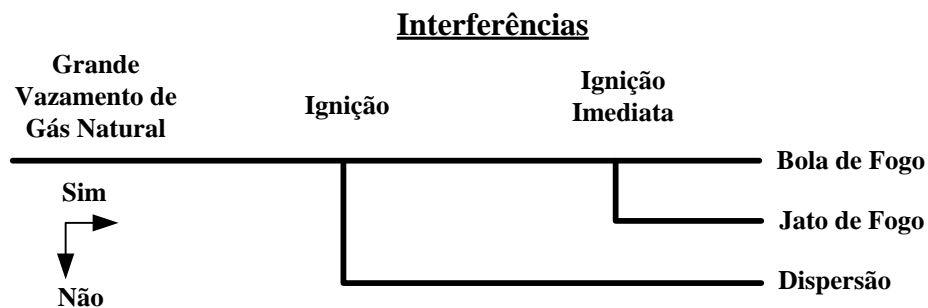 Interferências
Grande
Vazamento de
Gás Natural
Ignição
Ignição
Imediata
Bola de Fogo
Sim
Jato de Fogo
Não
Dispersão